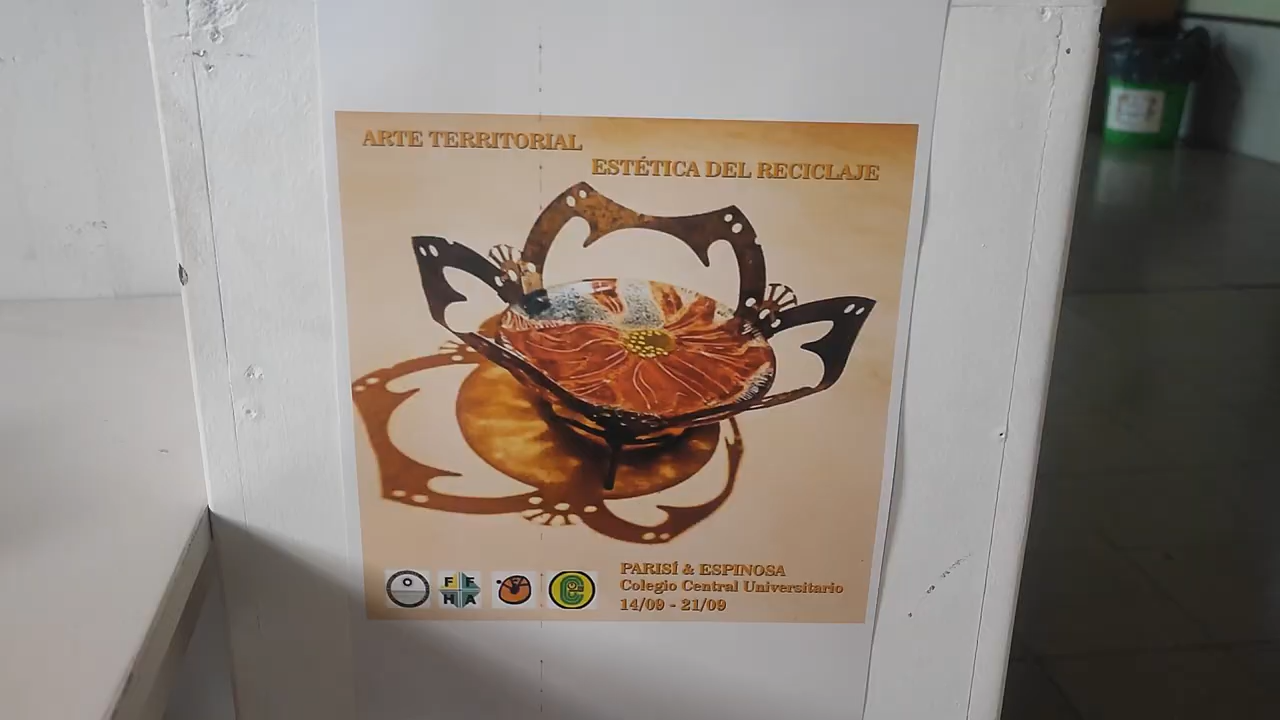 ARTE TERRITORIAL
ESTÉTICA DEL RECICLAJE
F F
H A
PARISÍ & ESPINOSA
Colegio Central Universitario
14/09 - 21/09